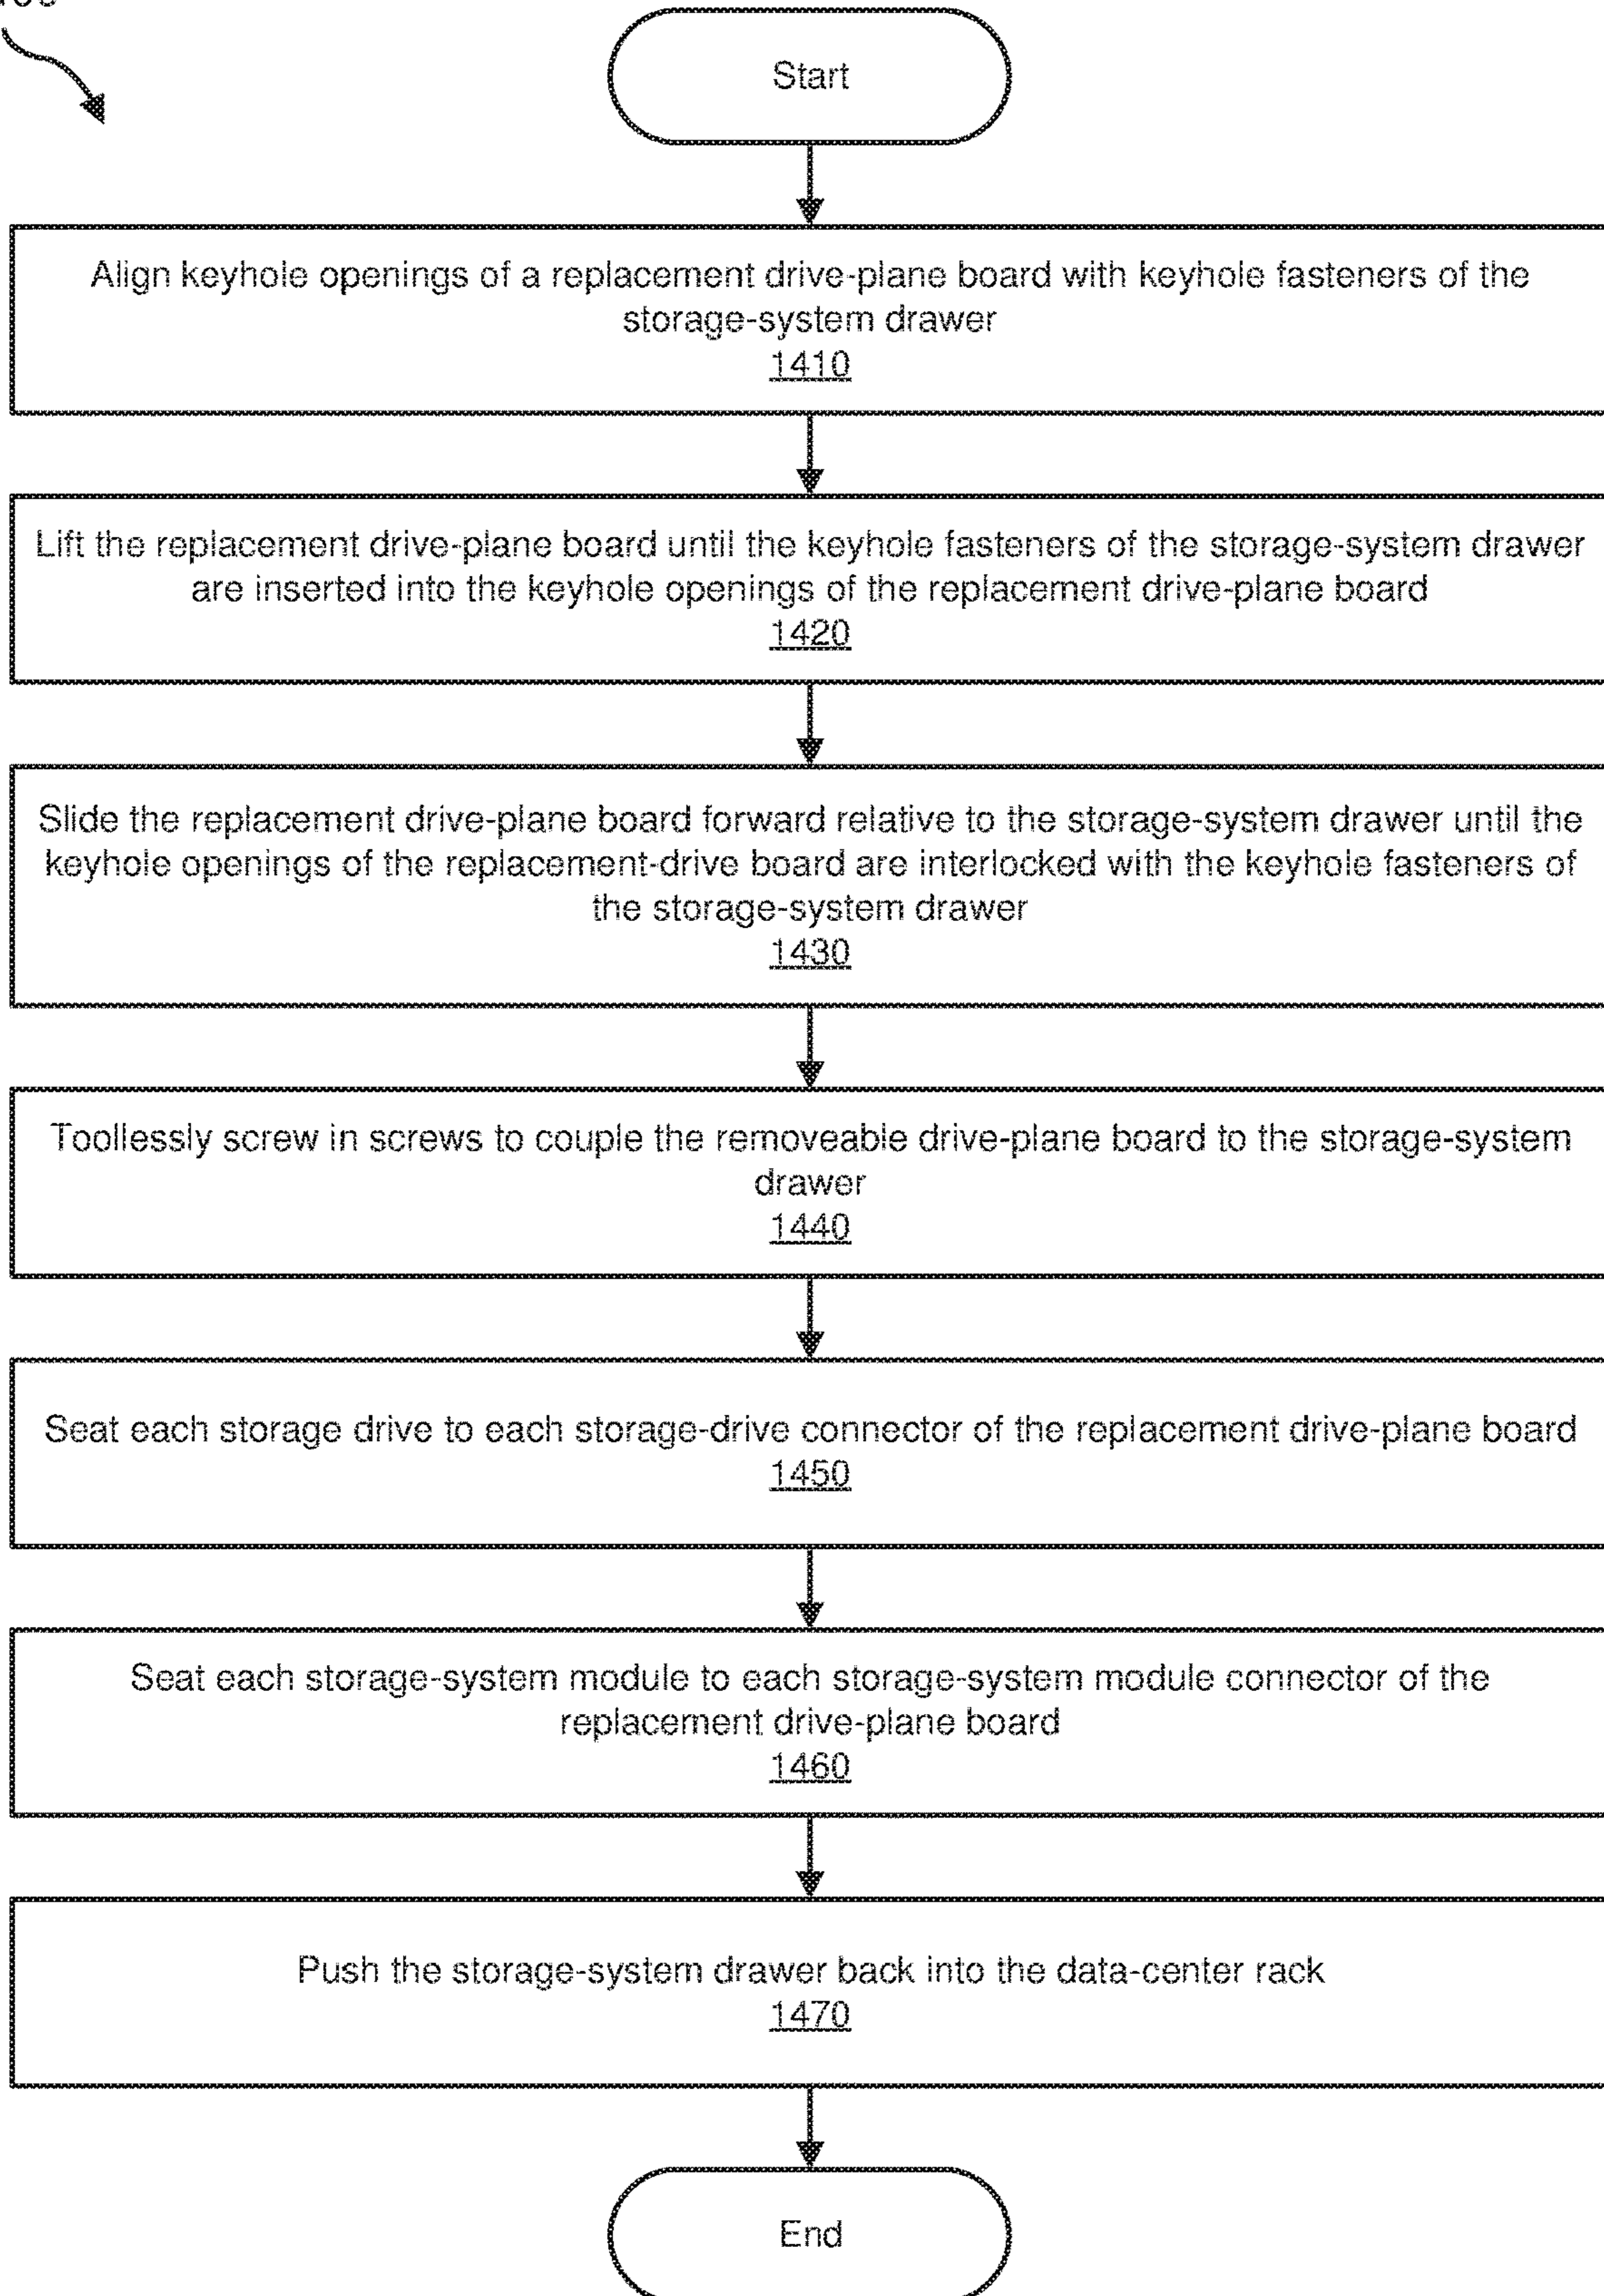 Start
Align keyhole openings of a replacement drive-plane board with keyhole fasteners of the
storage-system drawer
1410
Lift the replacement drive-plane board until the keyhole fasteners of the storage-system drawer
are inserted into the keyhole openings of the replacement drive-plane board
1420
Slide the replacement drive-plane board forward relative to the storage-system drawer until the
keyhole openings of the replacement-drive board are interlocked with the keyhole fasteners of
the storage-system drawer
1430
Toollessly screw in screws to couple the removeable drive-plane board to the storage-system
drawer
1440
Seat each storage drive to each storage-drive connector of the replacement drive-plane board
1450
Seat each storage-system module to each storage-system module connector of the
replacement drive-plane board
1460
Push the storage-system drawer back into the data-center rack
1470
End